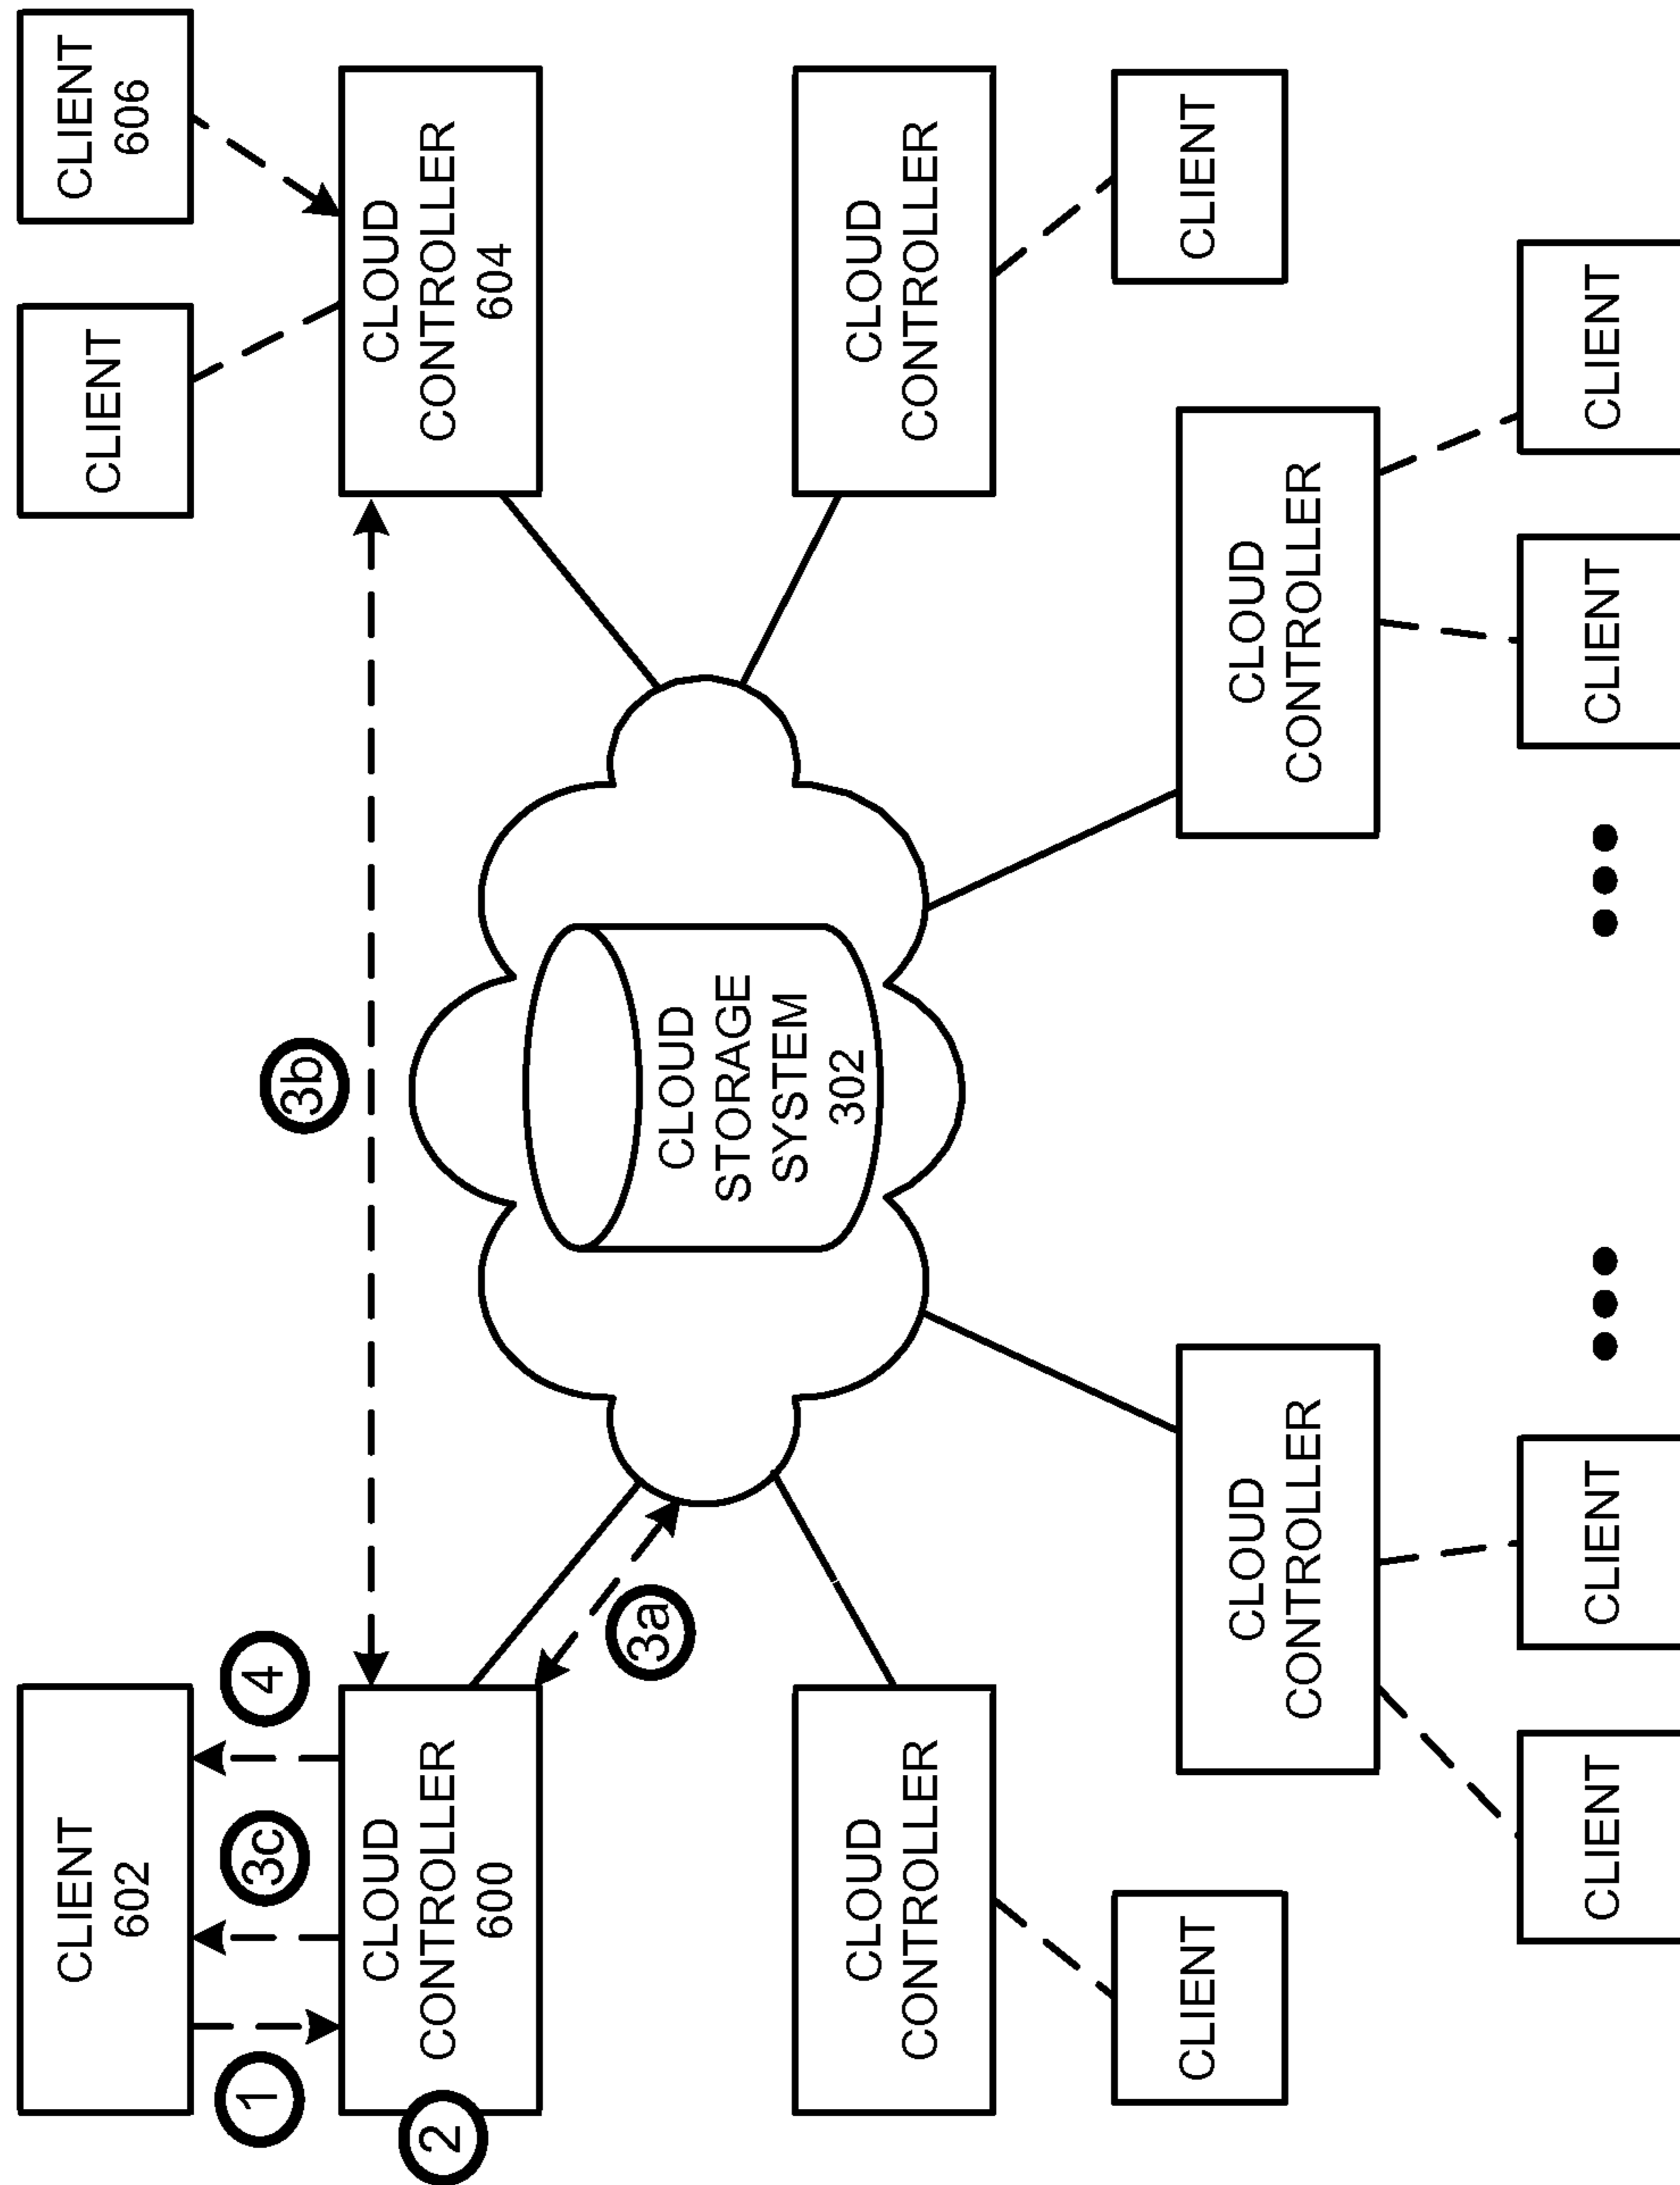 CLIENT
602
CLIENT
CLIENT
606
1
3c
4
3b
2
CLOUD
CONTROLLER
600
CLOUD
CONTROLLER
604
3a
CLOUD
STORAGE
SYSTEM
302
CLOUD
CONTROLLER
CLOUD
CONTROLLER
CLIENT
CLOUD
CONTROLLER
CLOUD
CONTROLLER
CLIENT
CLIENT
CLIENT
CLIENT
CLIENT